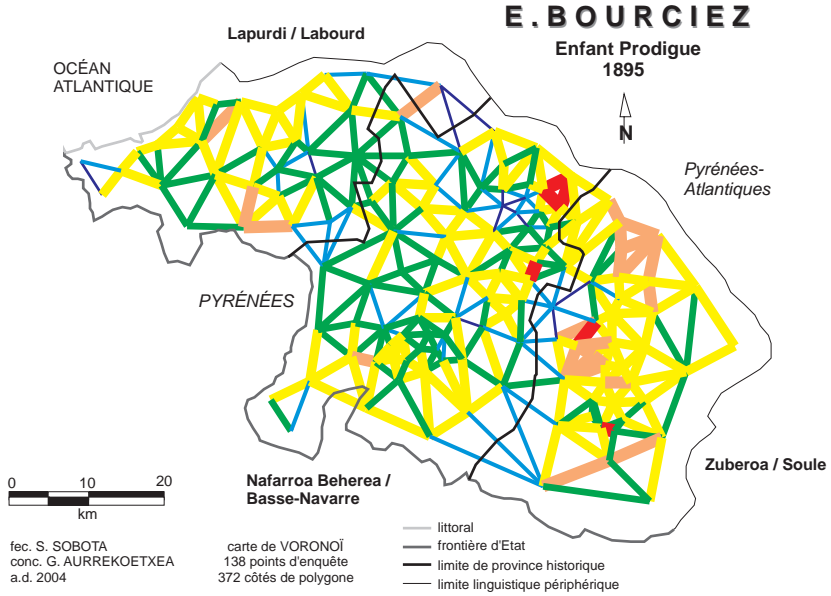 E.BOURCIEZ
Enfant Prodigue
1895
N
Lapurdi / Labourd
OCÉAN
ATLANTIQUE
Pyrénées-
Atlantiques
PYRÉNÉES
Zuberoa / Soule
Nafarroa Beherea /
Basse-Navarre
0 10 20
km
fec. S. SOBOTA
conc. G. AURREKOETXEA
a.d. 2004
carte de VORONOÏ
138 points d'enquête
372 côtés de polygone
littoral
frontière d'Etat
limite de province historique
limite linguistique périphérique